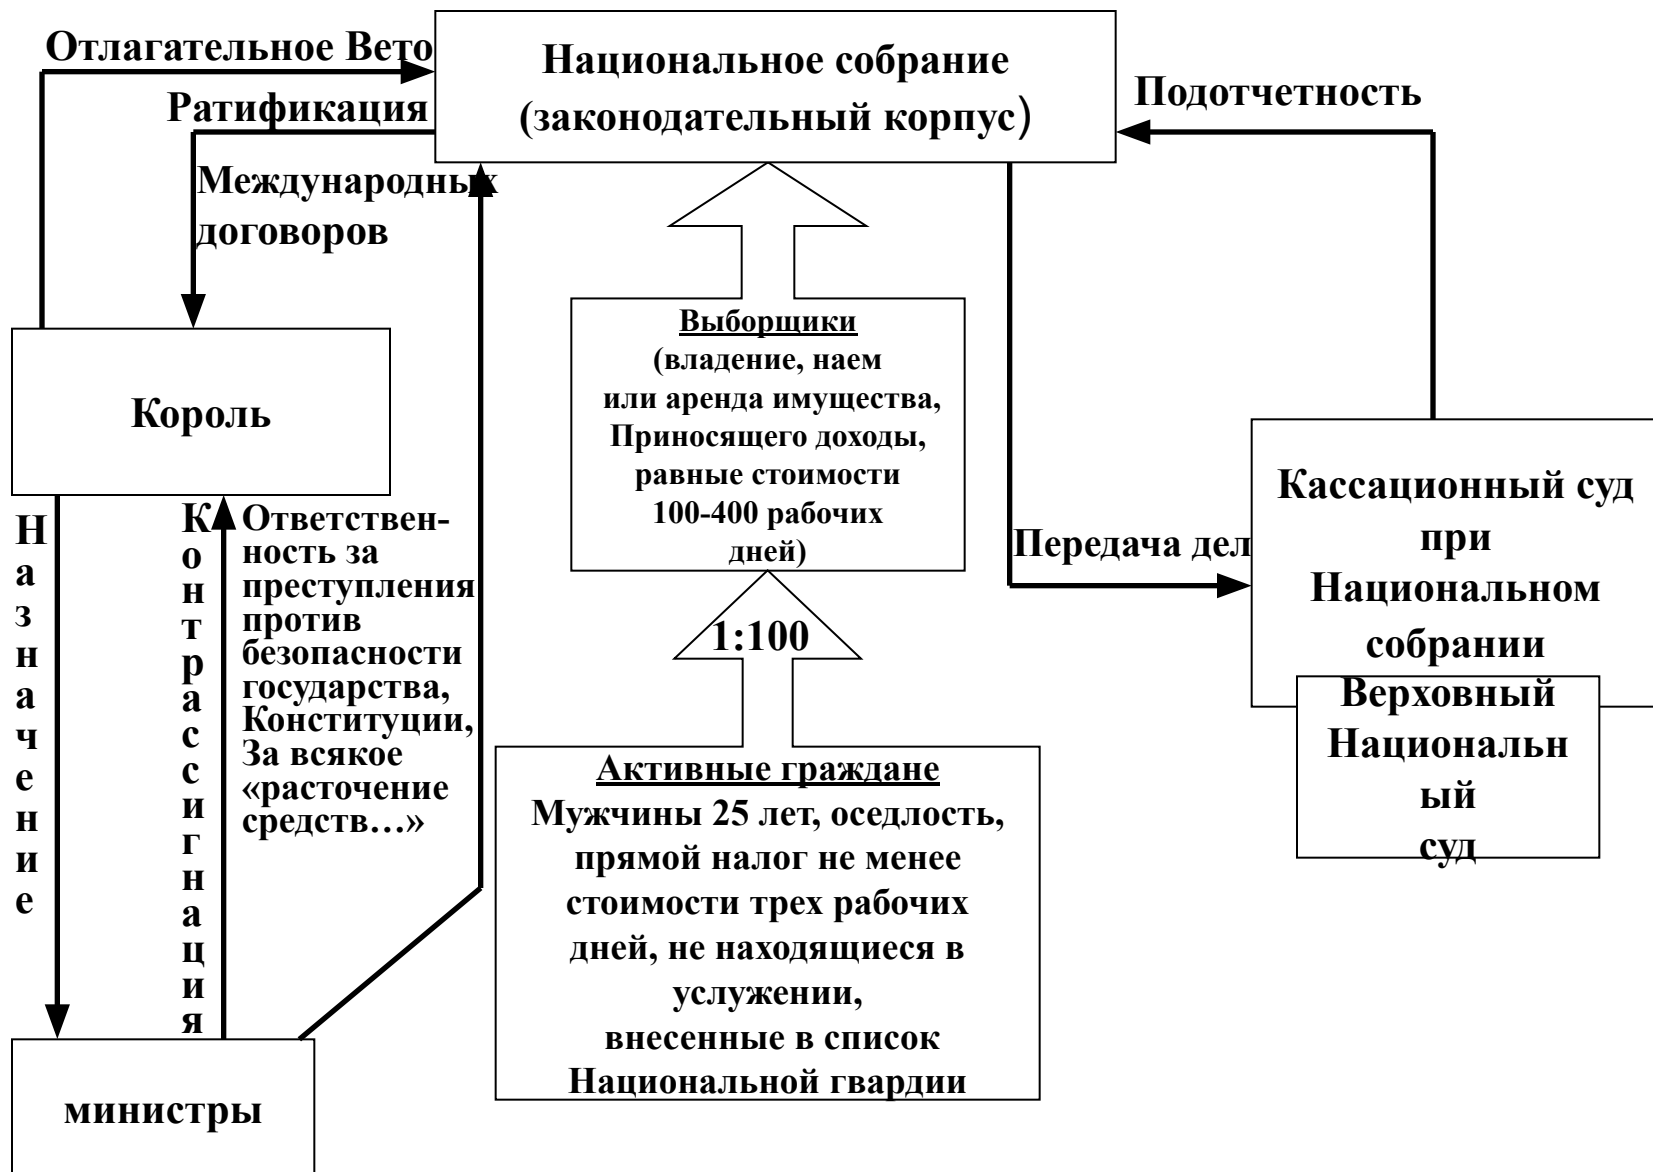 Отлагательное Вето
Национальное собрание
(законодательный корпус)
Ратификация
Международных
договоров
Подотчетность
Король
Выборщики
(владение, наем
или аренда имущества,
Приносящего доходы,
равные стоимости
100-400 рабочих
дней)
Передача дел
Кассационный суд
при
Национальном
собрании
Верховный
Национальн
ый
суд
Назначение
Контрассигнация
Ответствен-
ность за
преступления
против
безопасности
государства,
Конституции,
За всякое
«расточение
средств…»
1:100
Активные граждане
Мужчины 25 лет, оседлость,
прямой налог не менее
стоимости трех рабочих
дней, не находящиеся в
услужении,
внесенные в список
Национальной гвардии
министры